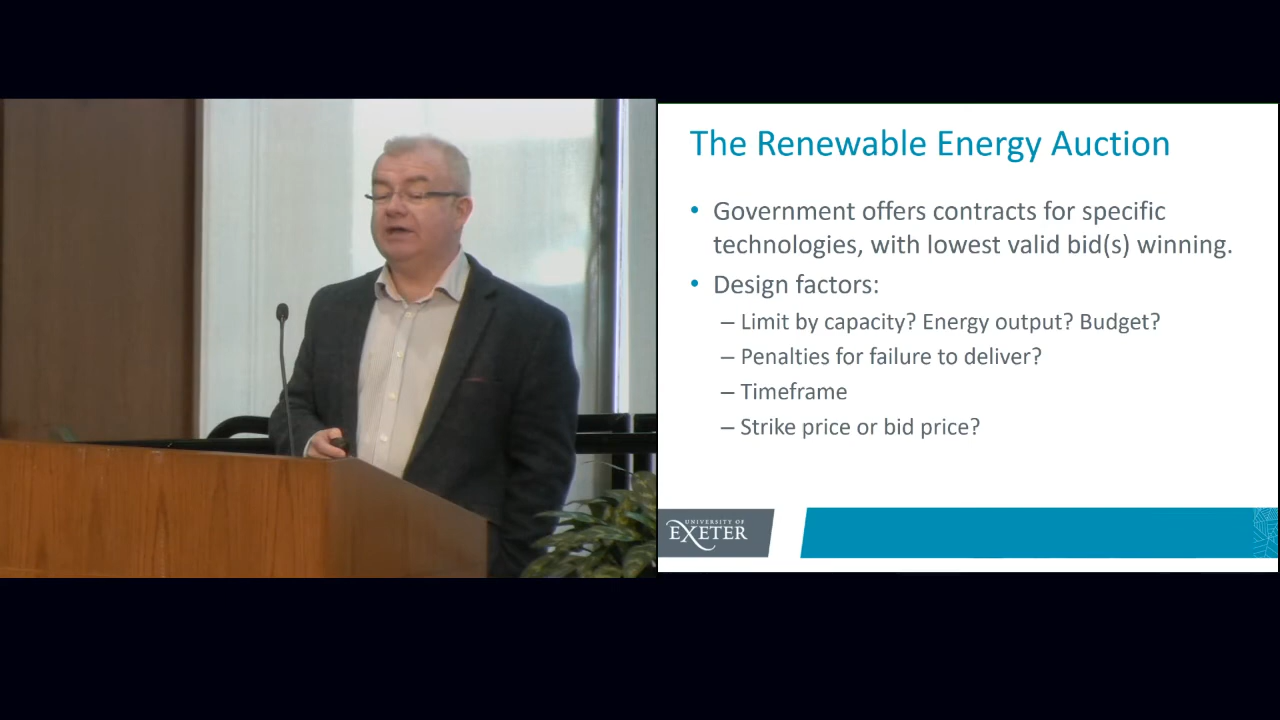 The Renewable Energy Auction
• Government offers contracts for specific
technologies, with lowest valid bid(s) winning.
• Design factors:
– Limit by capacity? Energy output? Budget?
– Penalties for failure to deliver?
– Timeframe
– Strike price or bid price?
UNIVERSITY OF
EXETER